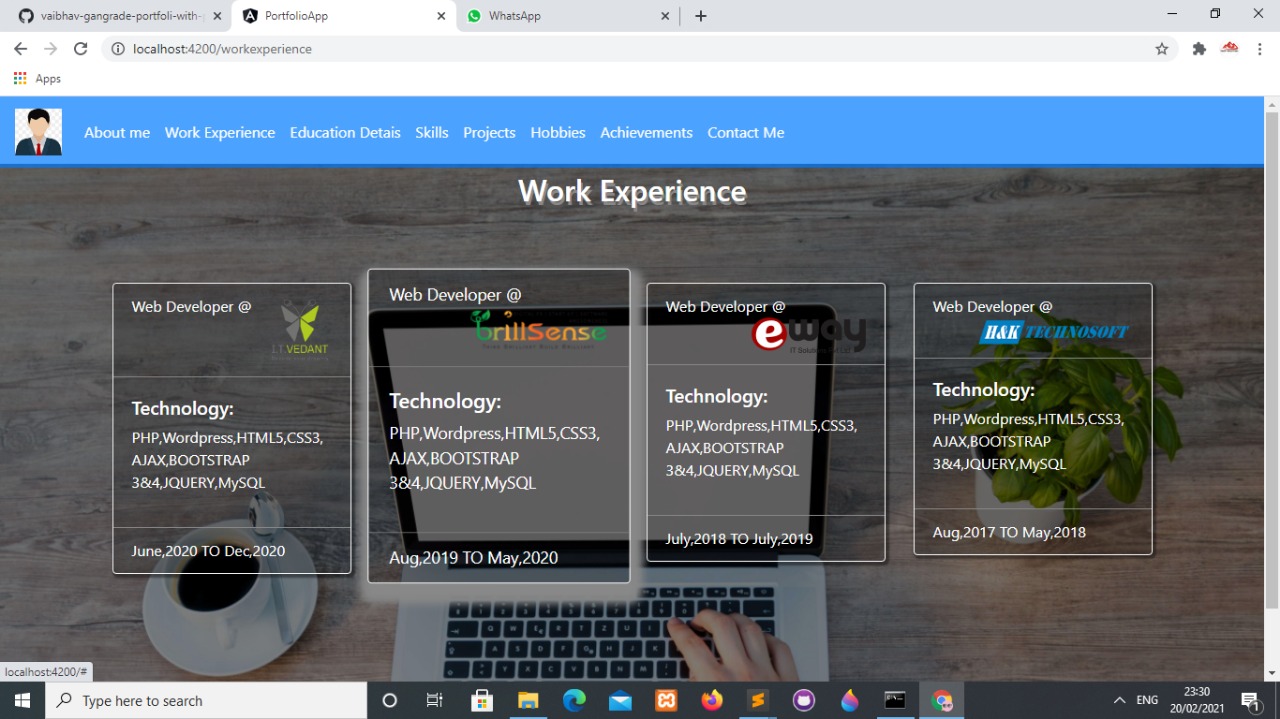 vaibhav-gangrade-portfoli-with-
PortfolioApp
WhatsApp
localhost:4200/workexperience
Apps
About me Work Experience Education Detais Skills Projects Hobbies Achievements Contact Me
Work Experience
Web Developer @
LT.VEDANT
Technology:
PHP,Wordpress,HTML5,CSS3,
AJAX,BOOTSTRAP
3&4,JQUERY,MySQL
June,2020 TO Dec,2020
Web Developer @
brillSense
Technology:
PHP,Wordpress,HTML5,CSS3,
AJAX,BOOTSTRAP
3&4,JQUERY,MySQL
Aug,2019 TO May,2020
Web Developer @
eway
Technology:
PHP,Wordpress,HTML5,CSS3,
AJAX,BOOTSTRAP
3&4,JQUERY,MySQL
July,2018 TO July,2019
Web Developer @
H&K TECHNOSOFT
Technology:
PHP,Wordpress,HTML5,CSS3,
AJAX,BOOTSTRAP
3&4,JQUERY,MySQL
Aug,2017 TO May,2018
localhost:4200/#
Type here to search
ENG
23:30
20/02/2021
1